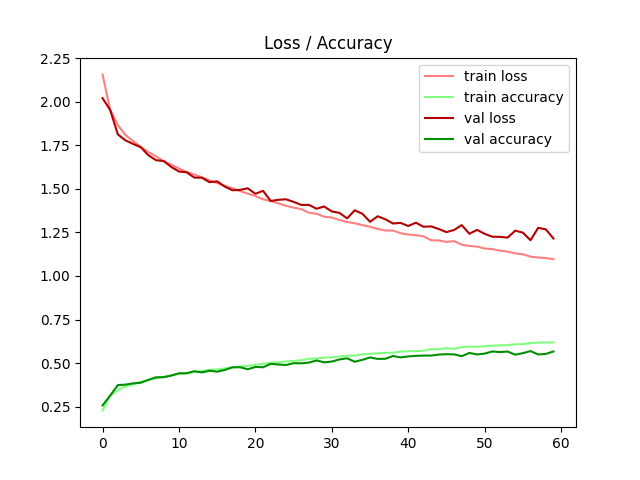 Loss / Accuracy
2.25
2.00
1.75
1.50
1.25
1.00
0.75
0.50
0.25
0 10 20 30 40 50 60
train loss
train accuracy
val loss
val accuracy